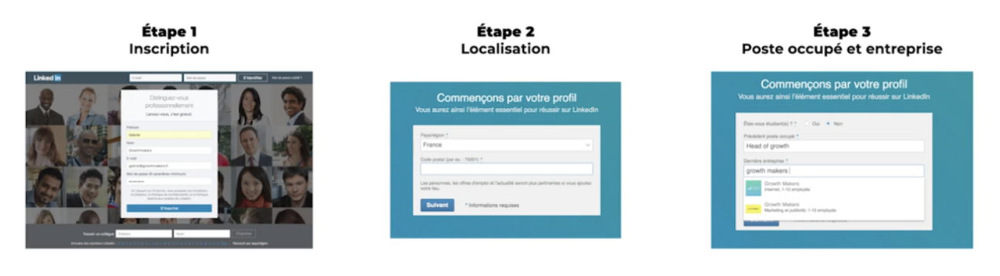 Étape 1
Inscription
Linked in
E-mail
Mot de passe
S'identifier
Mot de passe oublié ?
Distinguez-vous
professionnellement
Lancez-vous, c'est gratuit.
Prénom
Gabriel
Nom
Growthmakers
E-mail
gabriel@growthmakers.fr
Mot de passe (6 caractères minimum)
S'inscrire
Trouver un collègue
Prénom
Nom
Chercher
Étape 2
Localisation
Commençons par votre profil
Vous aurez ainsi l'élément essentiel pour réussir sur LinkedIn
Pays/région *
France
Code postal (par ex. : 75001) *
Les personnes, les offres d'emploi et l'actualité seront plus pertinentes si vous ajoutez
votre lieu.
Suivant
* Informations requises
Étape 3
Poste occupé et entreprise
Commençons par votre profil
Vous aurez ainsi l'élément essentiel pour réussir sur LinkedIn
Êtes-vous étudiant(e) ? * Oui Non
Précédent poste occupé *
Head of growth
Dernière entreprise *
growth makers
Growth Makers
Internet; 1-10 employés
Growth Makers
Marketing et publicité; 1-10 employés